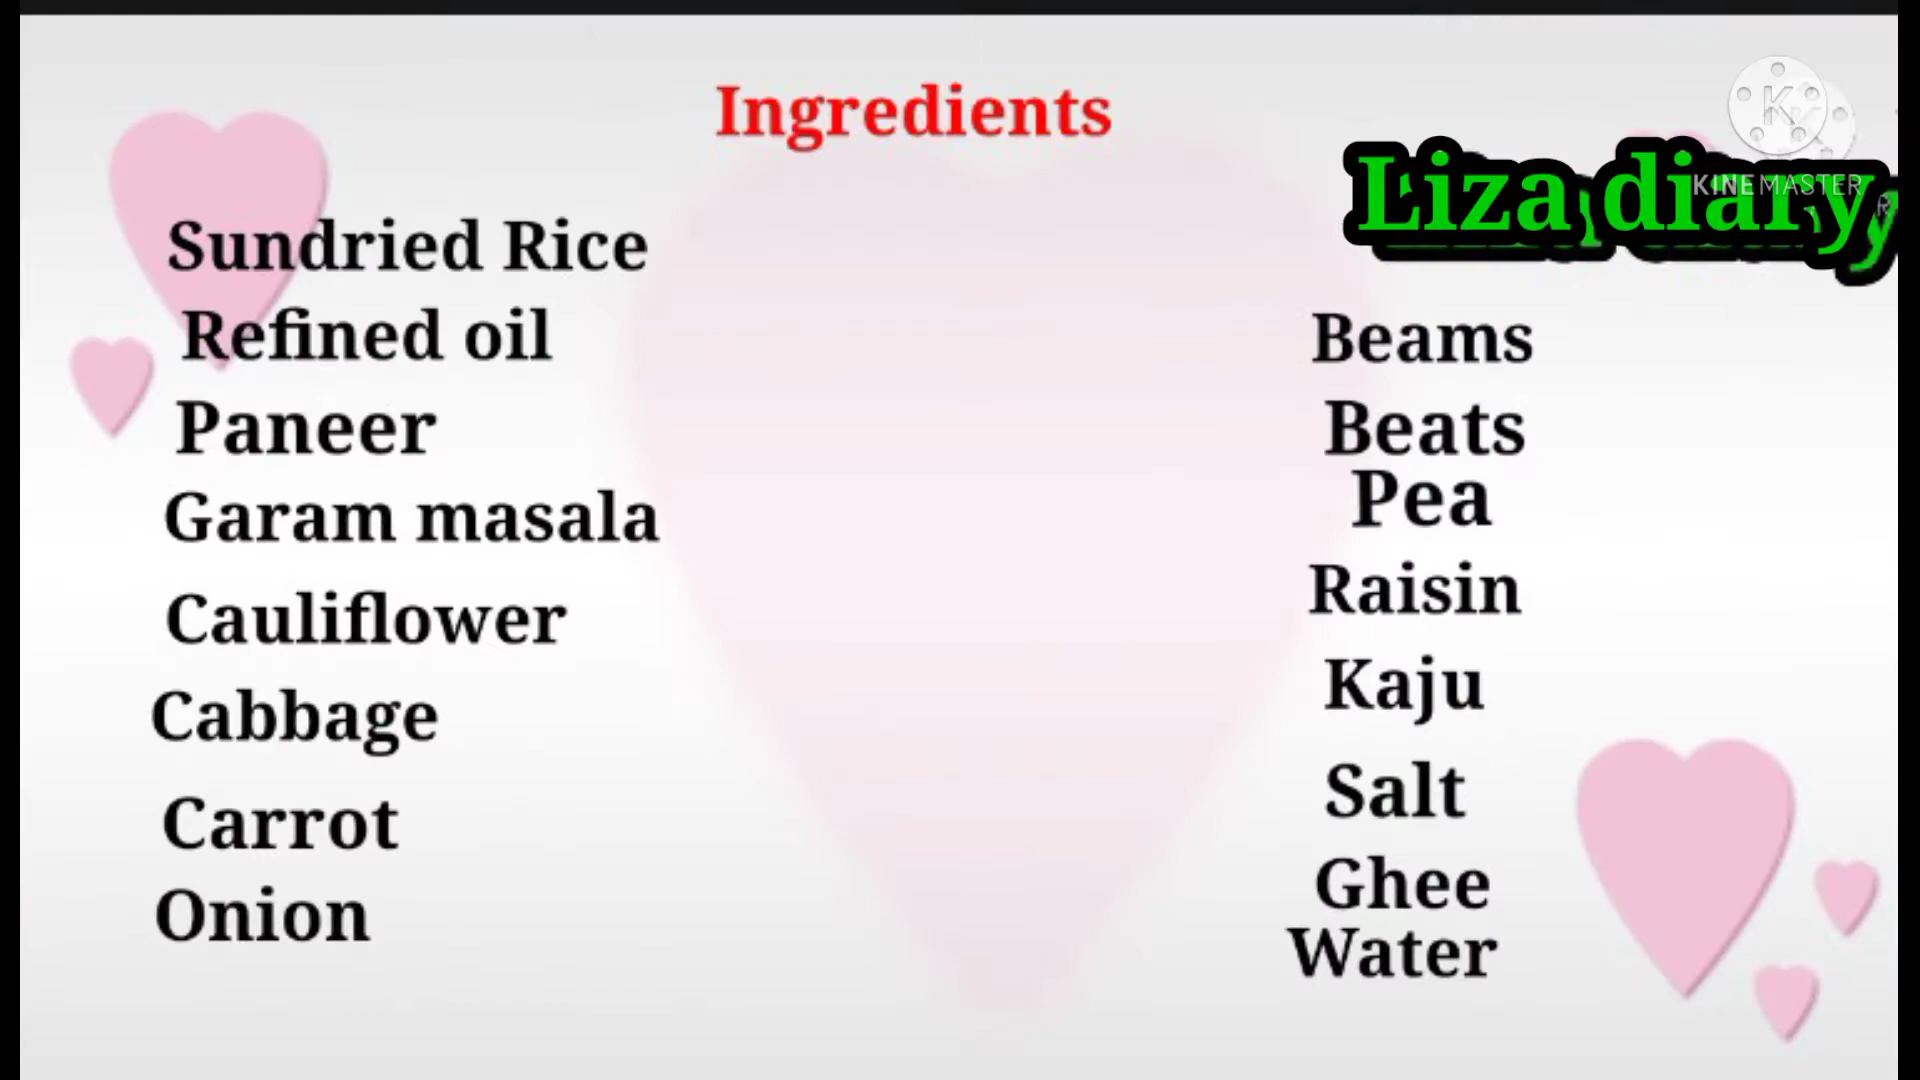 Ingredients
Liza diary
KINEMASTER
Sundried Rice
Refined oil
Paneer
Garam masala
Cauliflower
Cabbage
Carrot
Onion
Beams
Beats
Pea
Raisin
Kaju
Salt
Ghee
Water